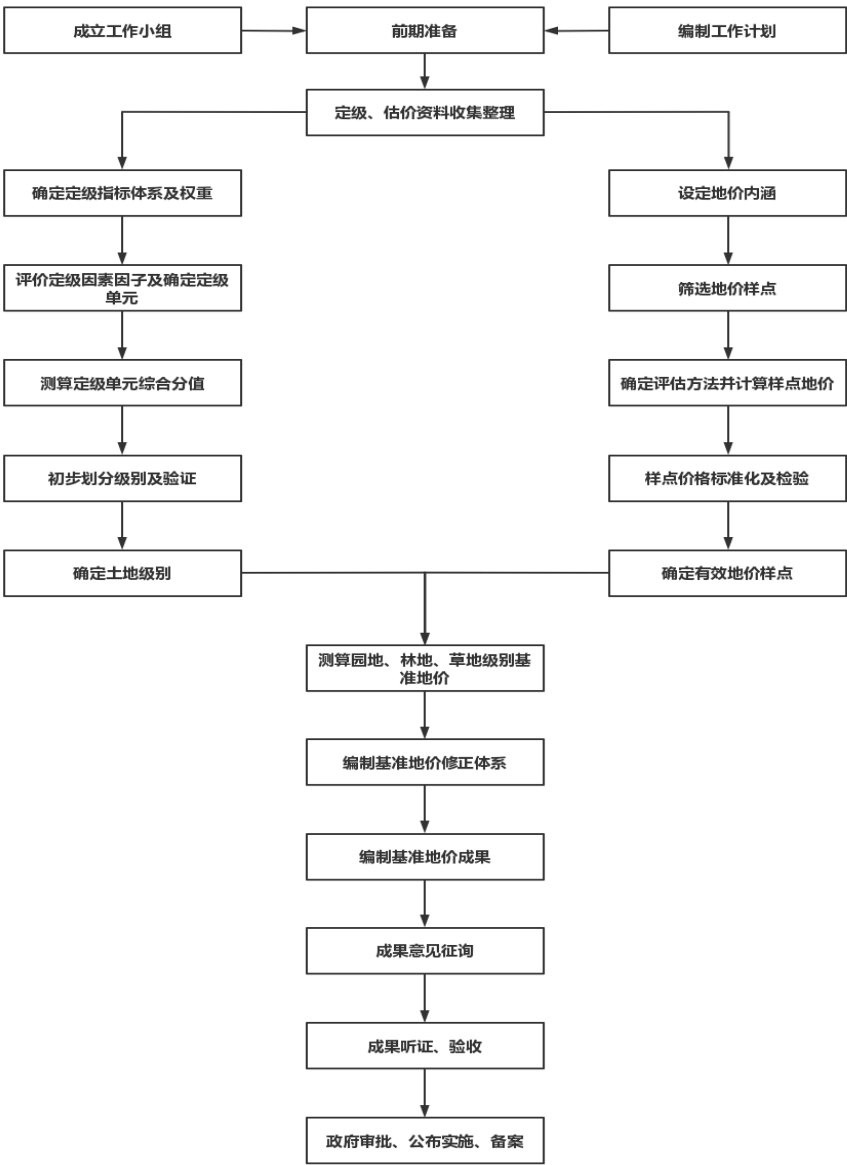 成立工作小组
前期准备
编制工作计划
定级、估价资料收集整理
确定定级指标体系及权重
设定地价内涵
评价定级因素因子及确定定级
单元
筛选地价样点
测算定级单元综合分值
确定评估方法并计算样点地价
初步划分级别及验证
样点价格标准化及检验
确定土地级别
确定有效地价样点
测算园地、林地、草地级别基
准地价
编制基准地价修正体系
编制基准地价成果
成果意见征询
成果听证、验收
政府审批、公布实施、备案